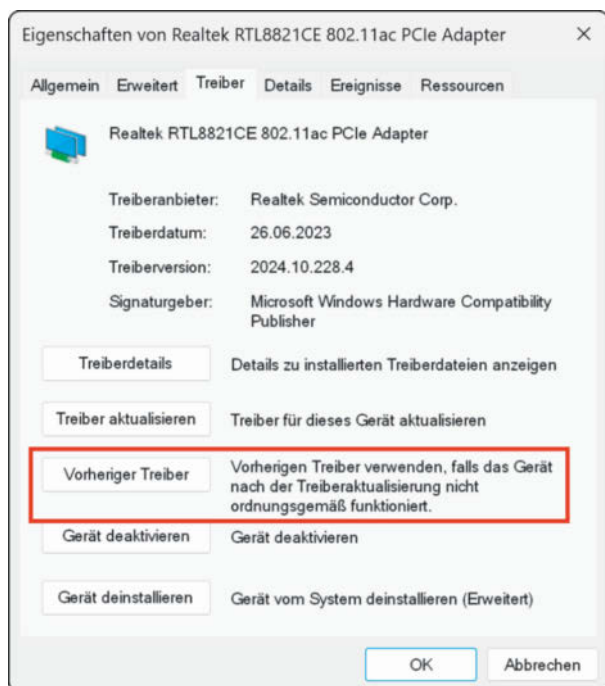 Eigenschaften von Realtek RTL8821CE 802.11ac PCIe Adapter
Allgemein Erweitert Treiber Details Ereignisse Ressourcen
Realtek RTL8821CE 802.11ac PCIe Adapter
Treiberanbieter: Realtek Semiconductor Corp.
Treiberdatum: 26.06.2023
Treiberversion: 2024.10.228.4
Signaturgeber: Microsoft Windows Hardware Compatibility
Publisher
Treiberdetails Details zu installierten Treiberdateien anzeigen
Treiber aktualisieren Treiber für dieses Gerät aktualisieren
Vorheriger Treiber Vorherigen Treiber verwenden, falls das Gerät
nach der Treiberaktualisierung nicht
ordnungsgemäß funktioniert.
Gerät deaktivieren Gerät deaktivieren
Gerät deinstallieren Gerät vom System deinstallieren (Erweitert)
OK Abbrechen